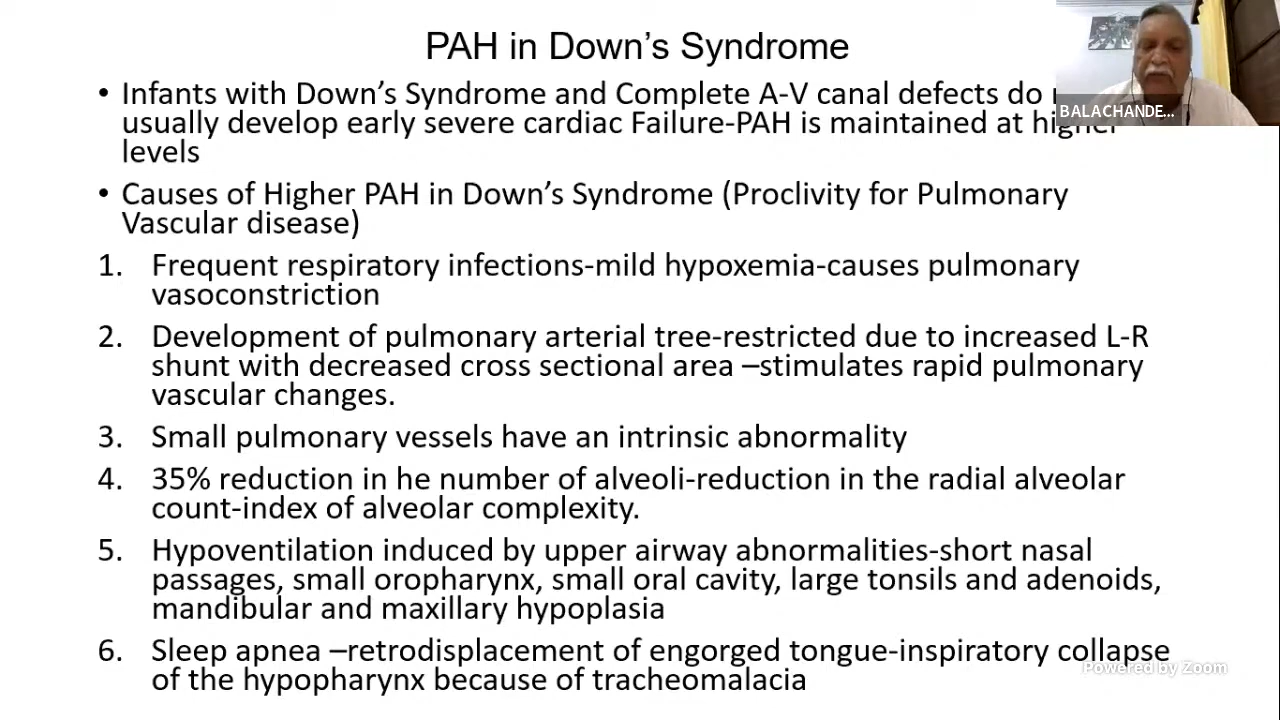 PAH in Down's Syndrome
• Infants with Down's Syndrome and Complete A-V canal defects do
usually develop early severe cardiac Failure-PAH is maintained at higher
levels
• Causes of Higher PAH in Down's Syndrome (Proclivity for Pulmonary
Vascular disease)
1. Frequent respiratory infections-mild hypoxemia-causes pulmonary
vasoconstriction
2. Development of pulmonary arterial tree-restricted due to increased L-R
shunt with decreased cross sectional area –stimulates rapid pulmonary
vascular changes.
3. Small pulmonary vessels have an intrinsic abnormality
4. 35% reduction in he number of alveoli-reduction in the radial alveolar
count-index of alveolar complexity.
5. Hypoventilation induced by upper airway abnormalities-short nasal
passages, small oropharynx, small oral cavity, large tonsils and adenoids,
mandibular and maxillary hypoplasia
6. Sleep apnea –retrodisplacement of engorged tongue-inspiratory collapse
of the hypopharynx because of tracheomalacia
BALACHANDE...
Powered by Zoom